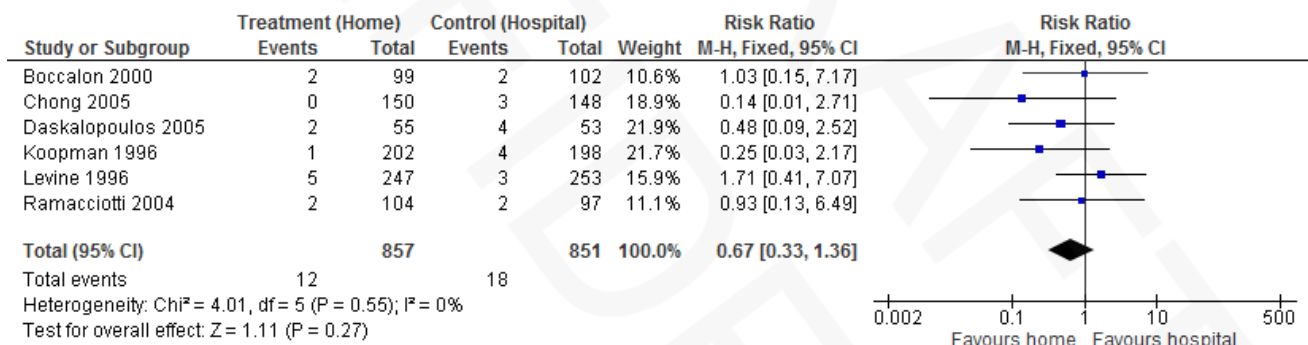 Treatment (Home) Control (Hospital) Risk Ratio Risk Ratio
Study or Subgroup Events Total Events Total Weight M-H, Fixed, 95% CI M-H, Fixed, 95% CI
Boccalon 2000 2 99 2 102 10.6% 1.03 [0.15, 7.17]
Chong 2005 0 150 3 148 18.9% 0.14 [0.01, 2.71]
Daskalopoulos 2005 2 55 4 53 21.9% 0.48 [0.09, 2.52]
Koopman 1996 1 202 4 198 21.7% 0.25 [0.03, 2.17]
Levine 1996 5 247 3 253 15.9% 1.71 [0.41, 7.07]
Ramacciotti 2004 2 104 2 97 11.1% 0.93 [0.13, 6.49]
Total (95% CI) 857 851 100.0% 0.67 [0.33, 1.36]
Total events 12 18
Heterogeneity: Chi² = 4.01, df = 5 (P = 0.55); I² = 0%
Test for overall effect: Z = 1.11 (P = 0.27)
0.002 0.1 1 10 500
Favours home Favours hospital